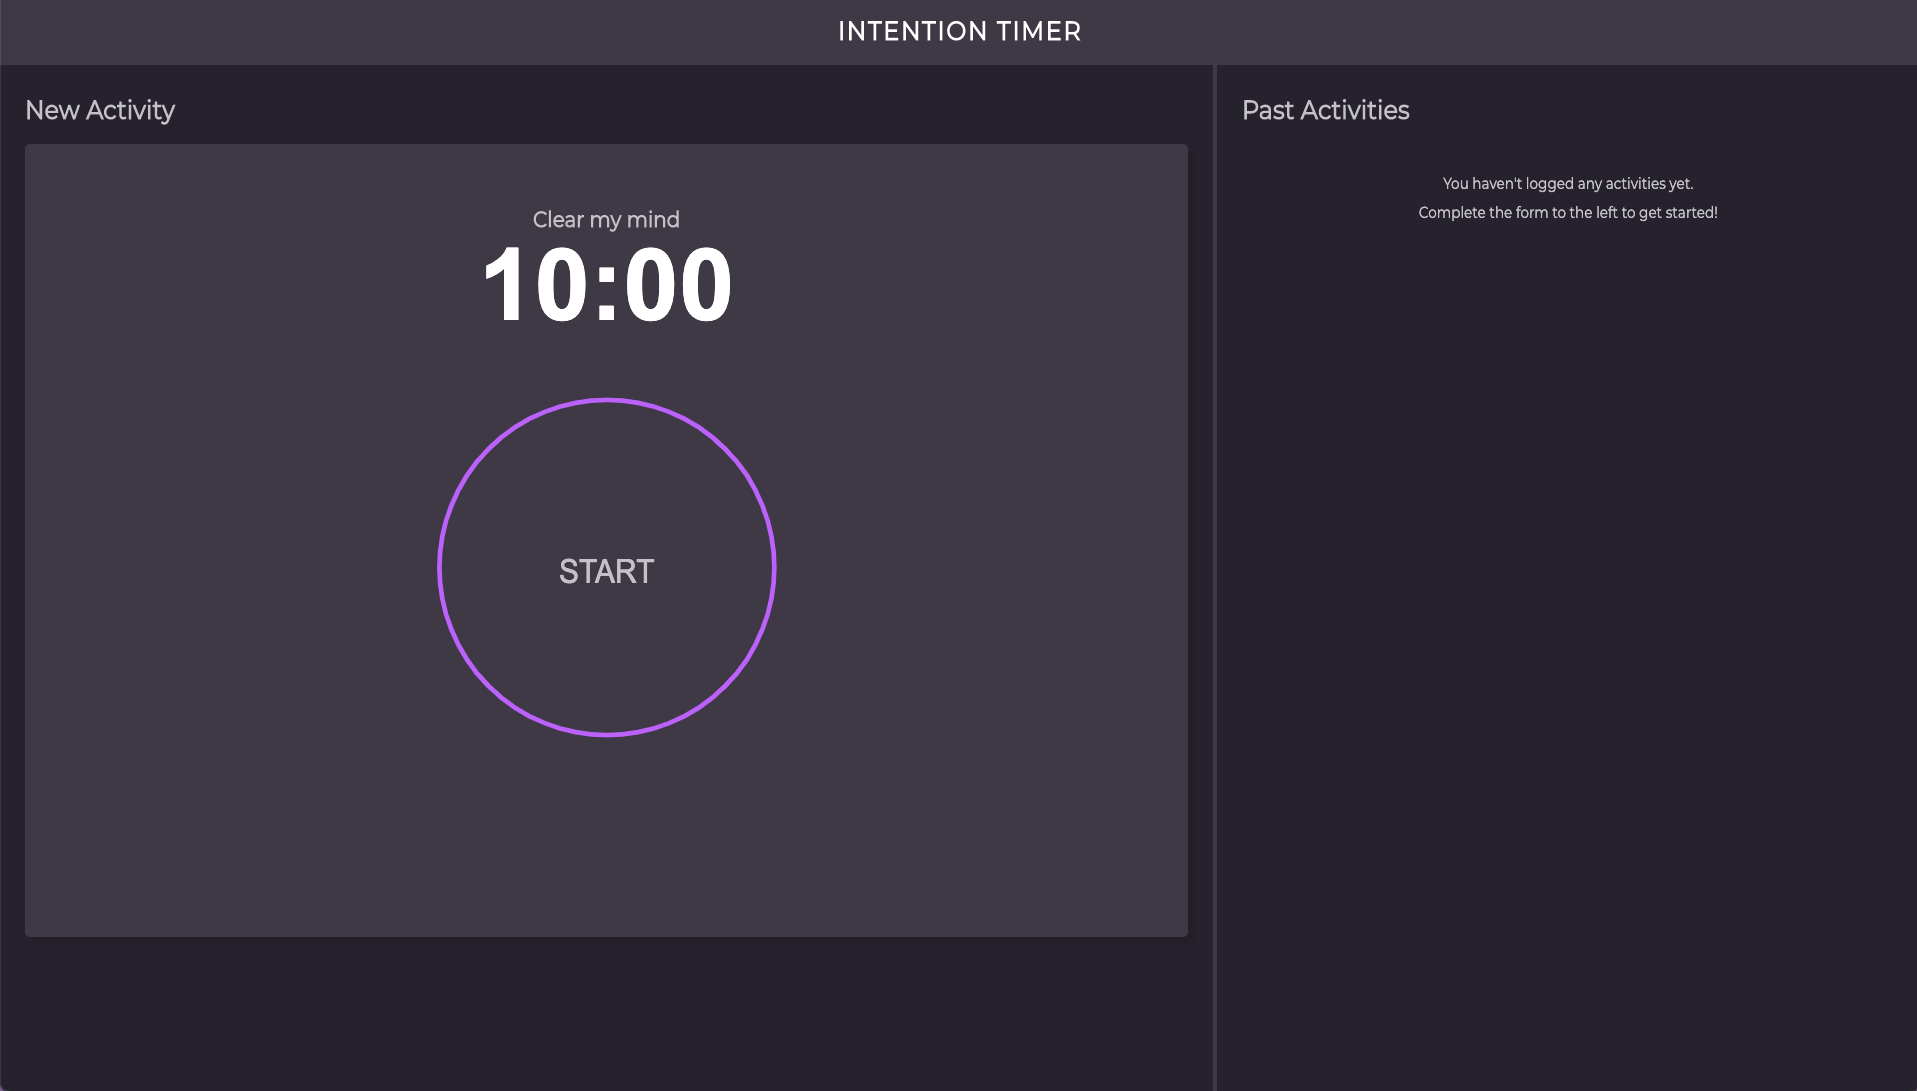 INTENTION TIMER
New Activity
Clear my mind
10:00
START
Past Activities
You haven't logged any activities yet.
Complete the form to the left to get started!